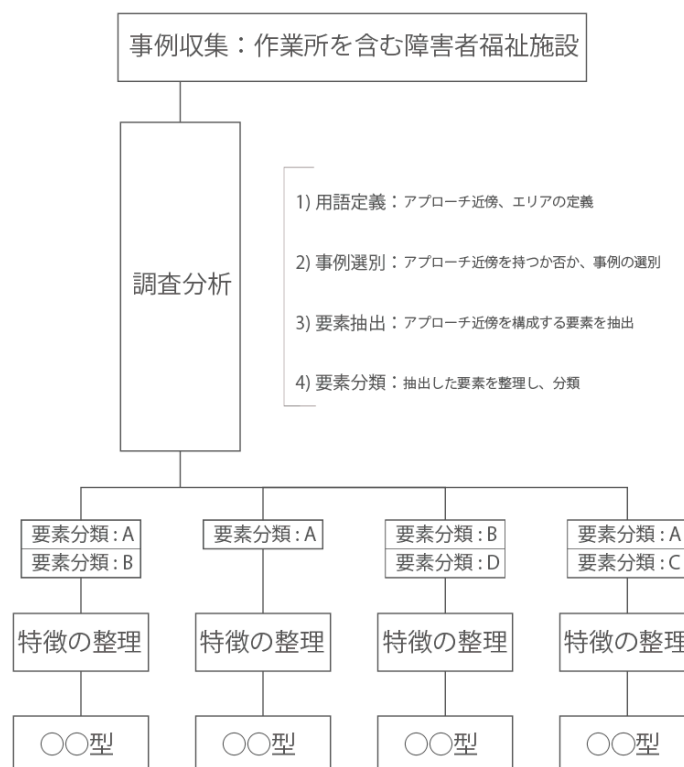 事例収集：作業所を含む障害者福祉施設
調査分析
1) 用語定義：アプローチ近傍、エリアの定義
2) 事例選別：アプローチ近傍を持つか否か、事例の選別
3) 要素抽出：アプローチ近傍を構成する要素を抽出
4) 要素分類：抽出した要素を整理し、分類
要素分類 : A
要素分類 : B
要素分類 : A
要素分類 : B
要素分類 : D
要素分類 : A
要素分類 : C
特徴の整理
特徴の整理
特徴の整理
特徴の整理
○○型
○○型
○○型
○○型